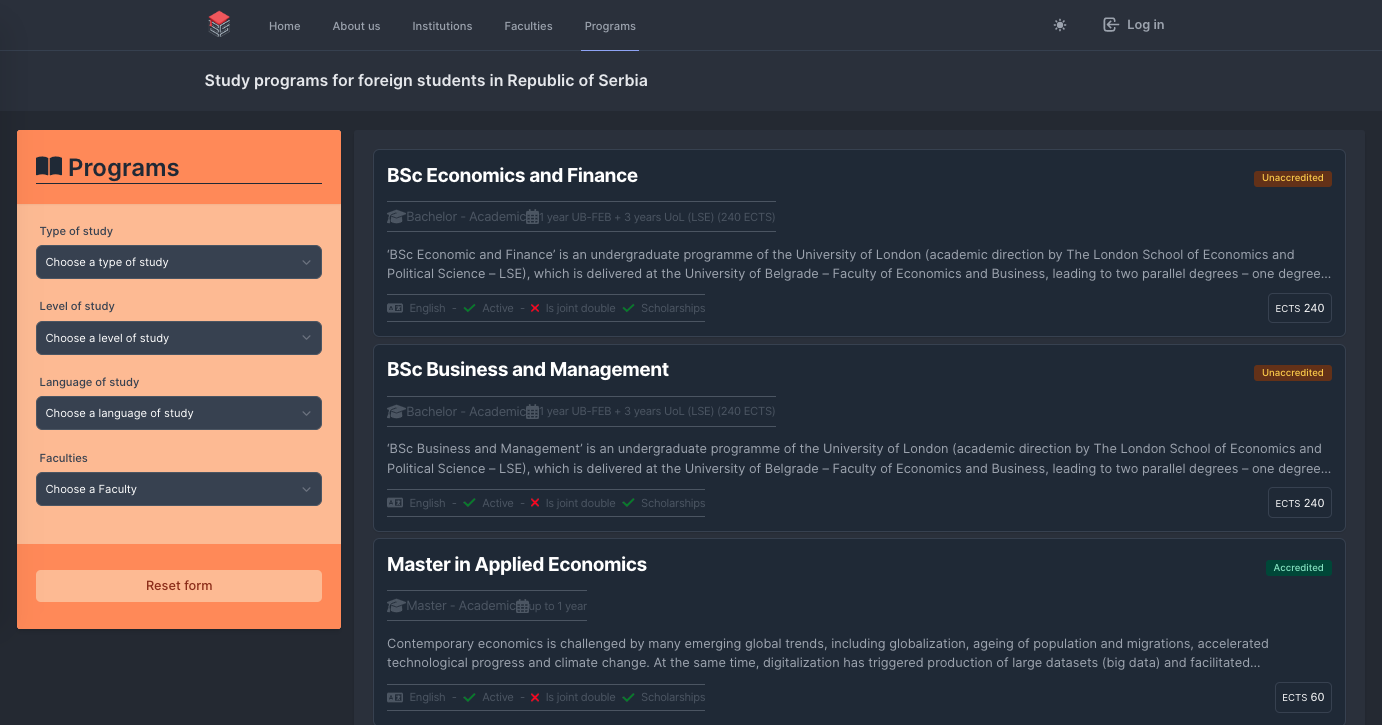 Home About us Institutions Faculties Programs Log in
Study programs for foreign students in Republic of Serbia
Programs
Type of study
Choose a type of study
Level of study
Choose a level of study
Language of study
Choose a language of study
Faculties
Choose a Faculty
Reset form
BSc Economics and Finance
Unaccredited
Bachelor - Academic 1 year UB-FEB + 3 years UoL (LSE) (240 ECTS)
‘BSc Economic and Finance’ is an undergraduate programme of the University of London (academic direction by The London School of Economics and
Political Science – LSE), which is delivered at the University of Belgrade – Faculty of Economics and Business, leading to two parallel degrees – one degree...
English - Active - Is joint double Scholarships
ECTS 240
BSc Business and Management
Unaccredited
Bachelor - Academic 1 year UB-FEB + 3 years UoL (LSE) (240 ECTS)
‘BSc Business and Management’ is an undergraduate programme of the University of London (academic direction by The London School of Economics and
Political Science – LSE), which is delivered at the University of Belgrade – Faculty of Economics and Business, leading to two parallel degrees – one degree...
English - Active - Is joint double Scholarships
ECTS 240
Master in Applied Economics
Accredited
Master - Academic up to 1 year
Contemporary economics is challenged by many emerging global trends, including globalization, ageing of population and migrations, accelerated
technological progress and climate change. At the same time, digitalization has triggered production of large datasets (big data) and facilitated...
English - Active - Is joint double Scholarships
ECTS 60